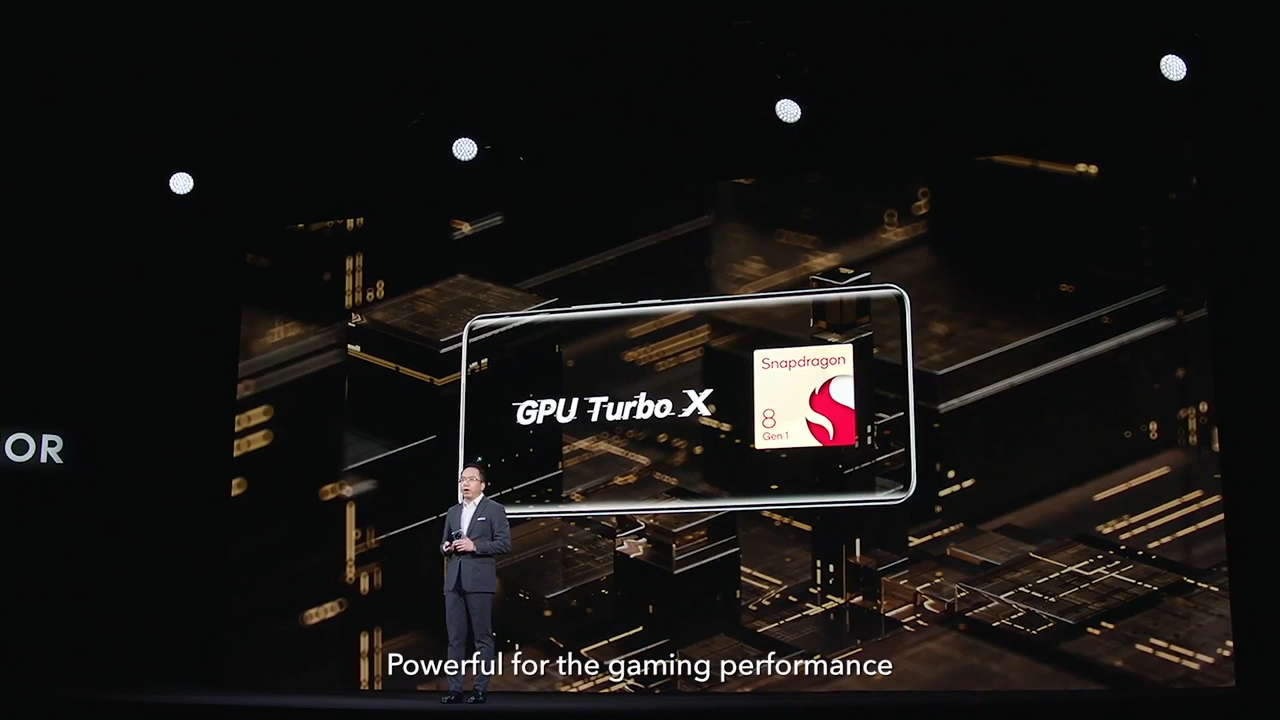 OR
GPU Turbo X
Snapdragon
8
Gen 1
Powerful for the gaming performance